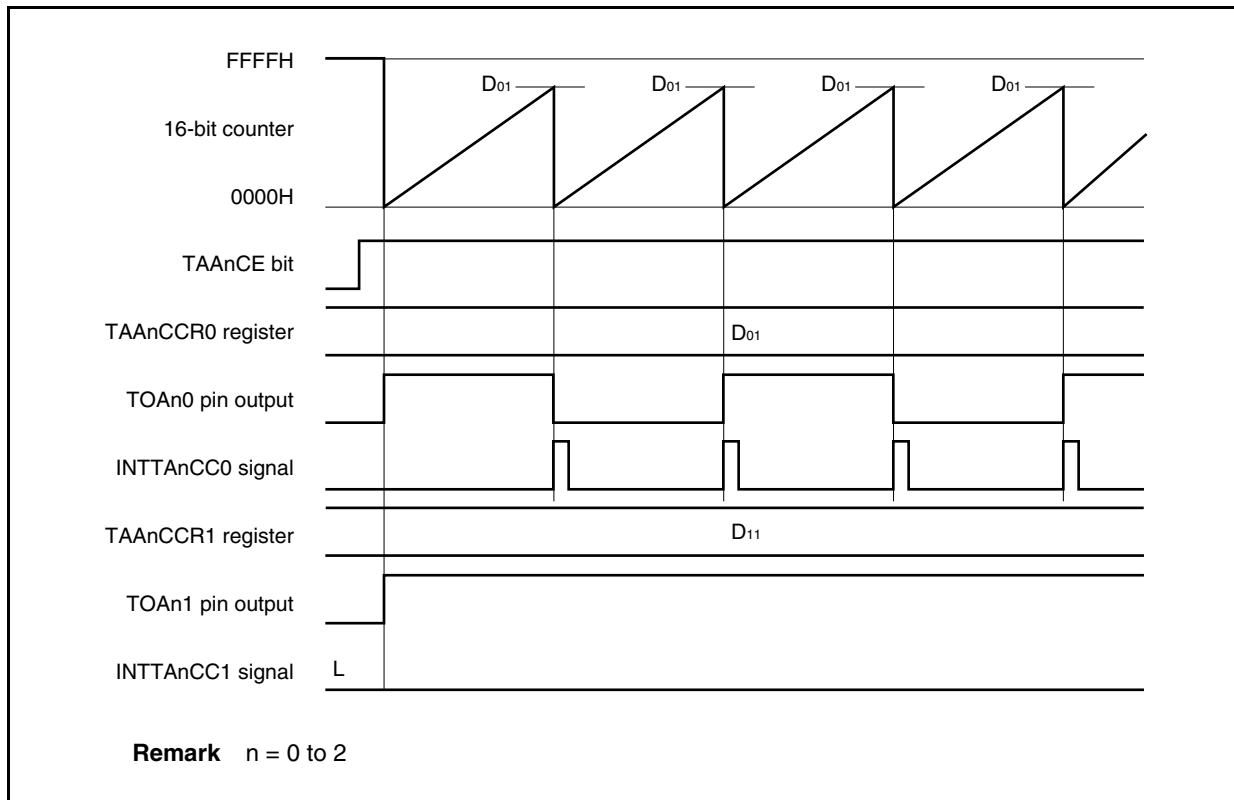 FFFFH
D01 D01 D01 D01
16-bit counter
0000H
TAAnCE bit
TAAnCCR0 register D01
TOAn0 pin output
INTTAnCC0 signal
TAAnCCR1 register D11
TOAn1 pin output
INTTAnCC1 signal L
Remark n = 0 to 2